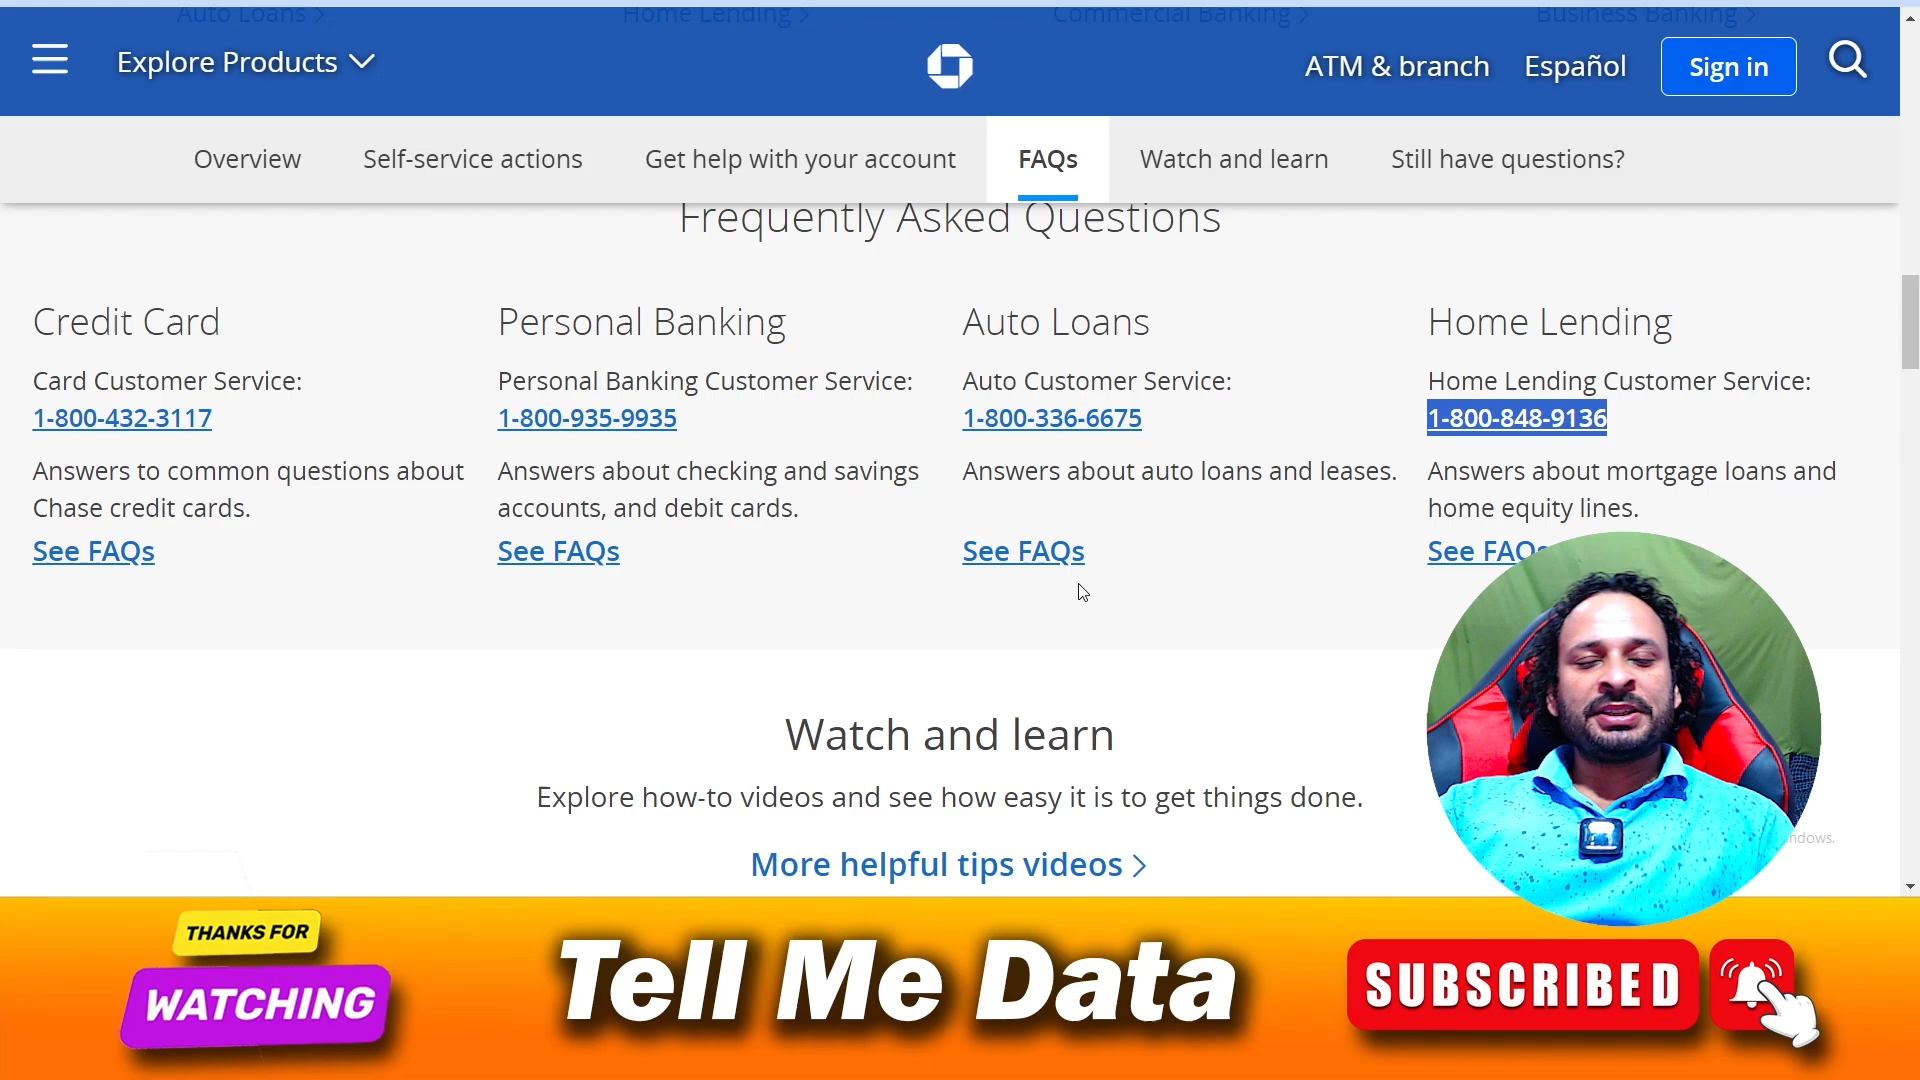 Auto Loans >
Home Lending >
Commercial Banking >
Business Banking >
Explore Products
ATM & branch
Español
Sign in
Overview
Self-service actions
Get help with your account
FAQs
Watch and learn
Still have questions?
Frequently Asked Questions
Credit Card
Card Customer Service:
1-800-432-3117
Answers to common questions about
Chase credit cards.
See FAQs
Personal Banking
Personal Banking Customer Service:
1-800-935-9935
Answers about checking and savings
accounts, and debit cards.
See FAQs
Auto Loans
Auto Customer Service:
1-800-336-6675
Answers about auto loans and leases.
See FAQs
Home Lending
Home Lending Customer Service:
1-800-848-9136
Answers about mortgage loans and
home equity lines.
See FAQs
Watch and learn
Explore how-to videos and see how easy it is to get things done.
More helpful tips videos >
THANKS FOR
WATCHING
Tell Me Data
SUBSCRIBED